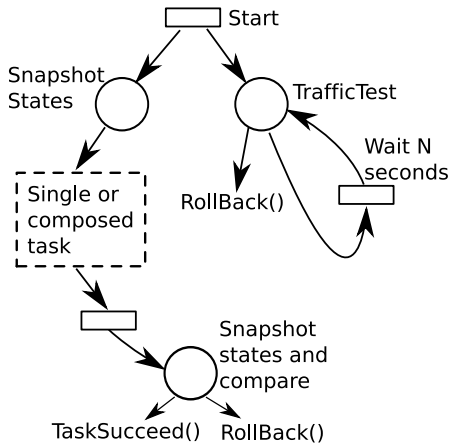 Start
Snapshot
States
TrafficTest
Wait N
seconds
Single or
composed
task
RollBack()
Snapshot
states and
compare
TaskSucceed()
RollBack()